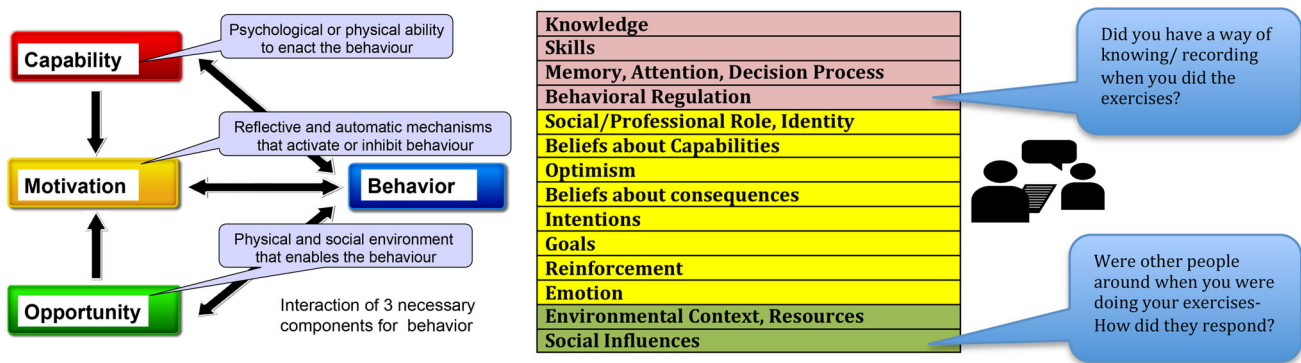 Psychological or physical ability
to enact the behaviour
Capability
Reflective and automatic mechanisms
that activate or inhibit behaviour
Motivation
Behavior
Physical and social environment
that enables the behaviour
Opportunity
Interaction of 3 necessary
components for behavior
Knowledge
Skills
Memory, Attention, Decision Process
Behavioral Regulation
Social/Professional Role, Identity
Beliefs about Capabilities
Optimism
Beliefs about consequences
Intentions
Goals
Reinforcement
Emotion
Environmental Context, Resources
Social Influences
Did you have a way of
knowing/ recording
when you did the
exercises?
Were other people
around when you were
doing your exercises-
How did they respond?